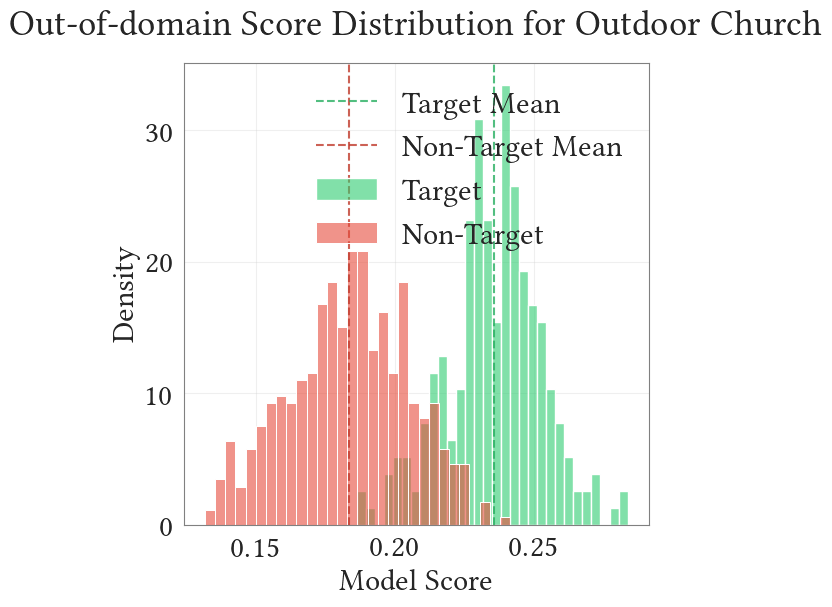 Out-of-domain Score Distribution for Outdoor Church
Target Mean
Non-Target Mean
Target
Non-Target
Density
30
20
10
0
0.15 0.20 0.25
Model Score